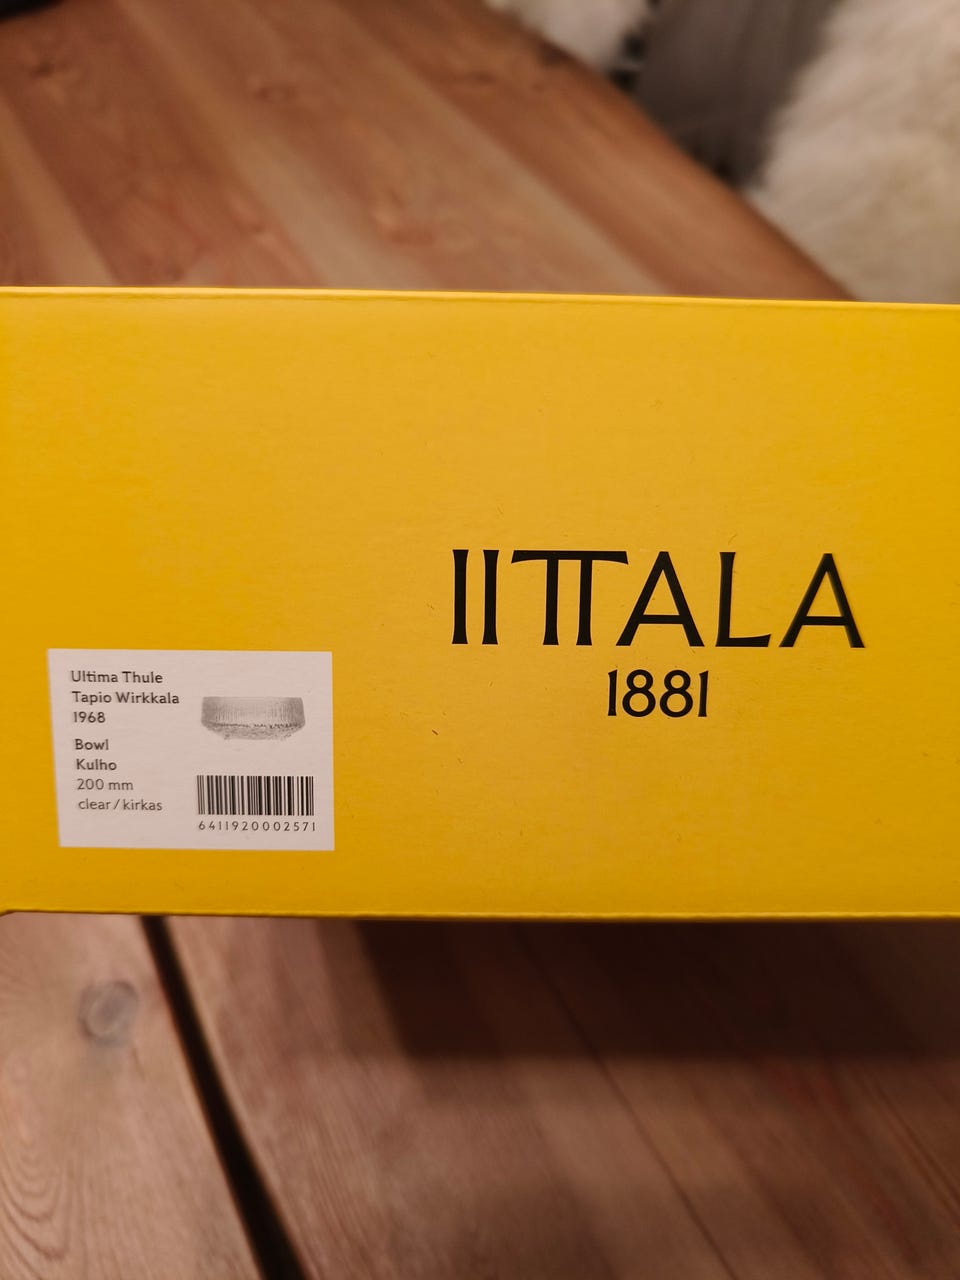 IITTALA
1881
Ultima Thule
Tapio Wirkkala
1968
Bowl
Kulho
200 mm
clear / kirkas
6411920002571